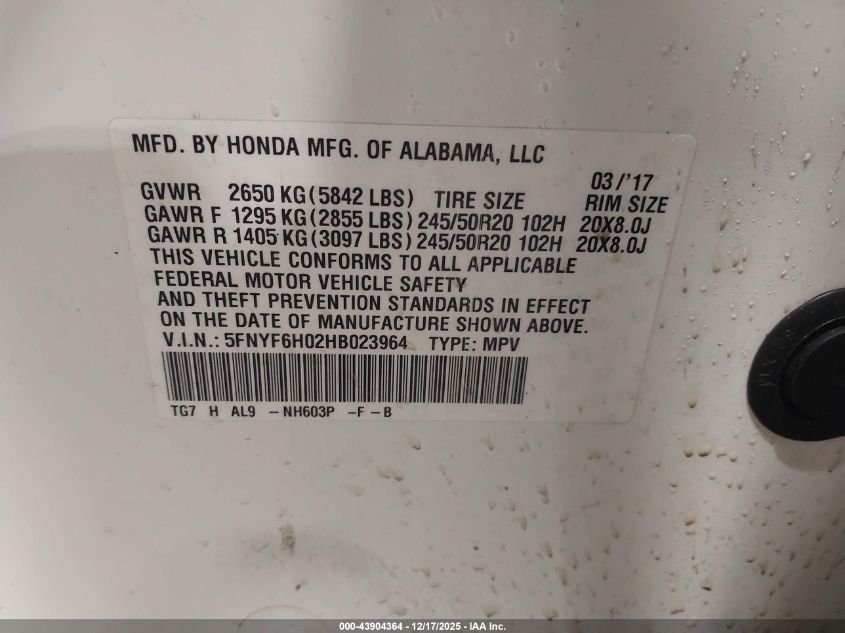 MFD. BY HONDA MFG. OF ALABAMA, LLC
03/'17
GVWR 2650 KG(5842 LBS) TIRE SIZE RIM SIZE
GAWR F 1295 KG(2855 LBS)245/50R20 102H 20X8.0J
GAWR R 1405 KG(3097 LBS)245/50R20 102H 20X8.0J
THIS VEHICLE CONFORMS TO ALL APPLICABLE
FEDERAL MOTOR VEHICLE SAFETY
AND THEFT PREVENTION STANDARDS IN EFFECT
ON THE DATE OF MANUFACTURE SHOWN ABOVE.
V.I.N.: 5FNYF6H02HB023964 TYPE: MPV
TG7 H AL9 -NH603P -F-B
000-43904364 - 12/17/2025 - IAA Inc.